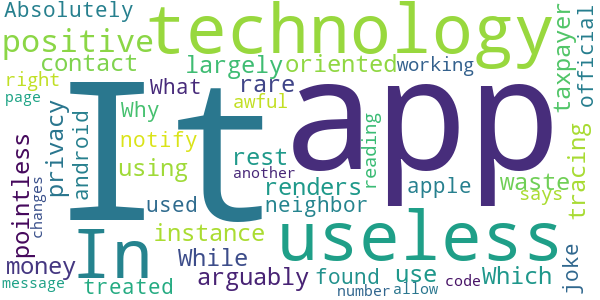 Absolutely
positive technology
taxpayer
official
contact largely oriented working
right What rare
page
It app
privacy
android
Why awful
notify
using rest
reading
tracing
another
renders apple waste
says
pointless
changes
used neighbor
useless
In instance
While
joke
money arguably found use Which
message treated number allow code